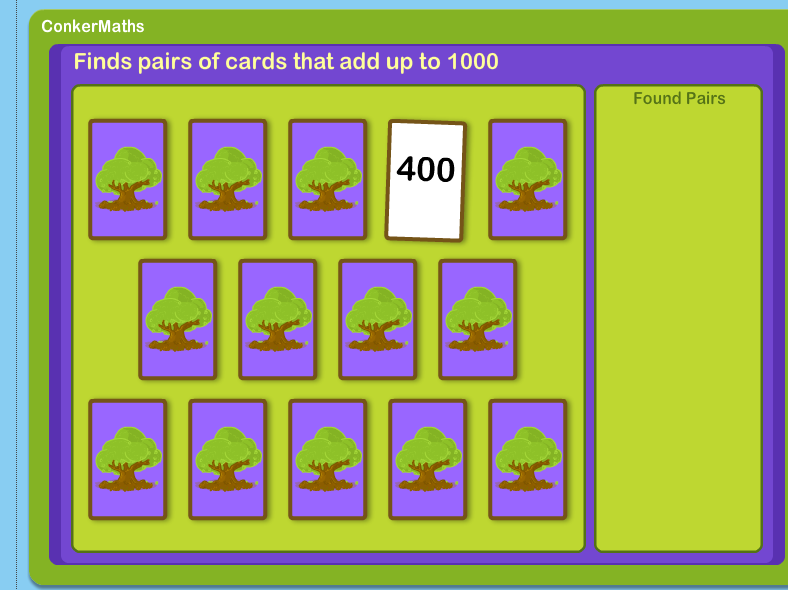 ConkerMaths
Finds pairs of cards that add up to 1000
Found Pairs
400